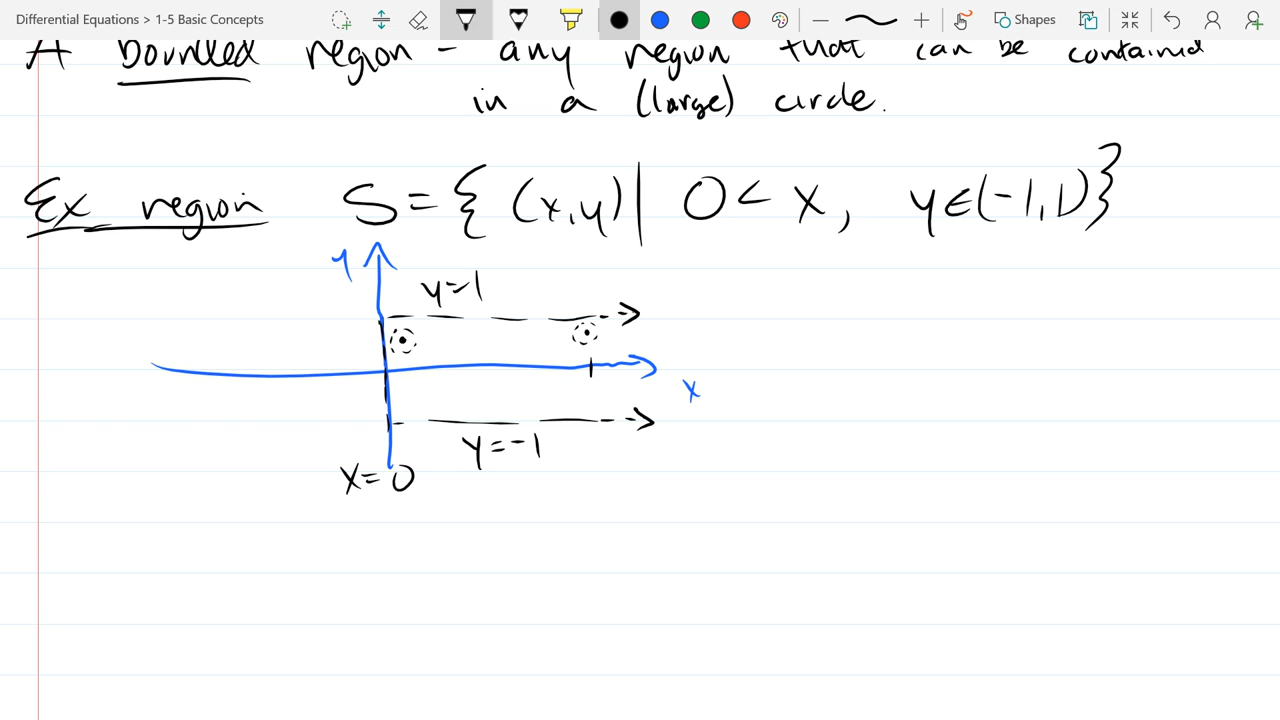 Differential Equations > 1-5 Basic Concepts
Shapes
A bounded region - any region that can be contained
in a (large) circle.
Ex region S = { (x,y) | 0 < x, y ∈ (-1,1) }
y
y=1
x
y=-1
x=0